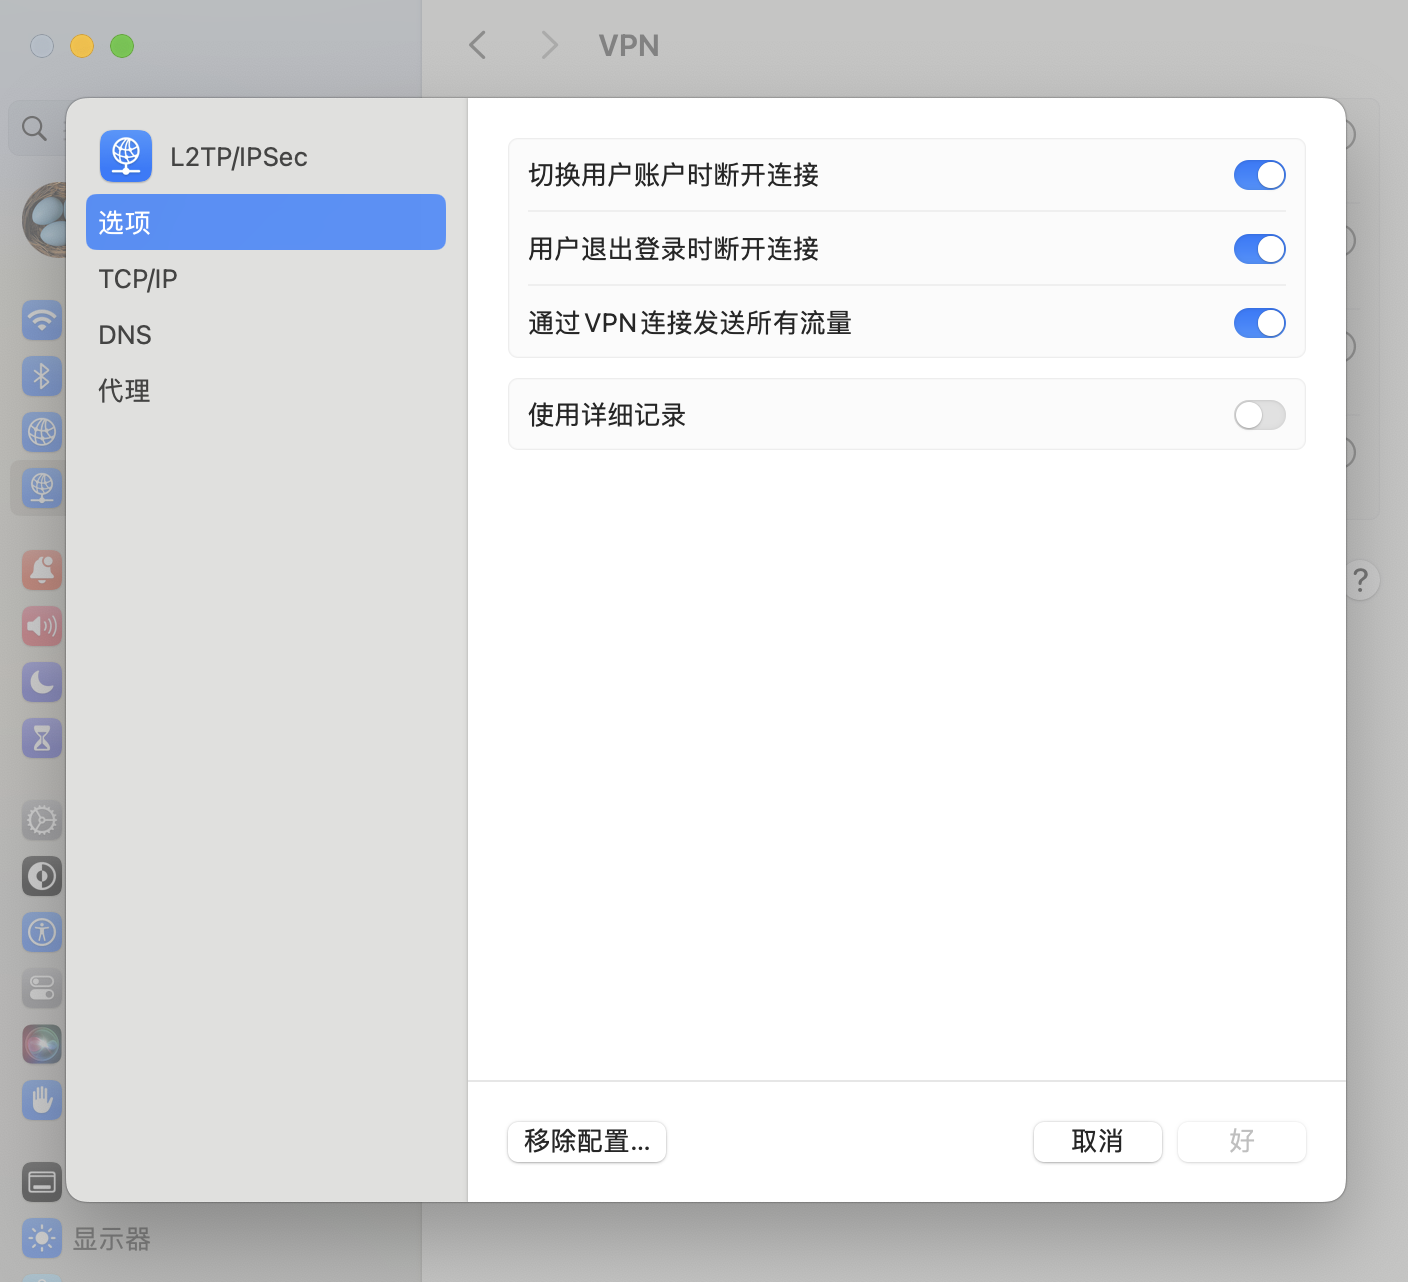 VPN
L2TP/IPSec
选项
TCP/IP
DNS
代理
切换用户账户时断开连接
用户退出登录时断开连接
通过VPN连接发送所有流量
使用详细记录
?
移除配置...
取消
好
显示器